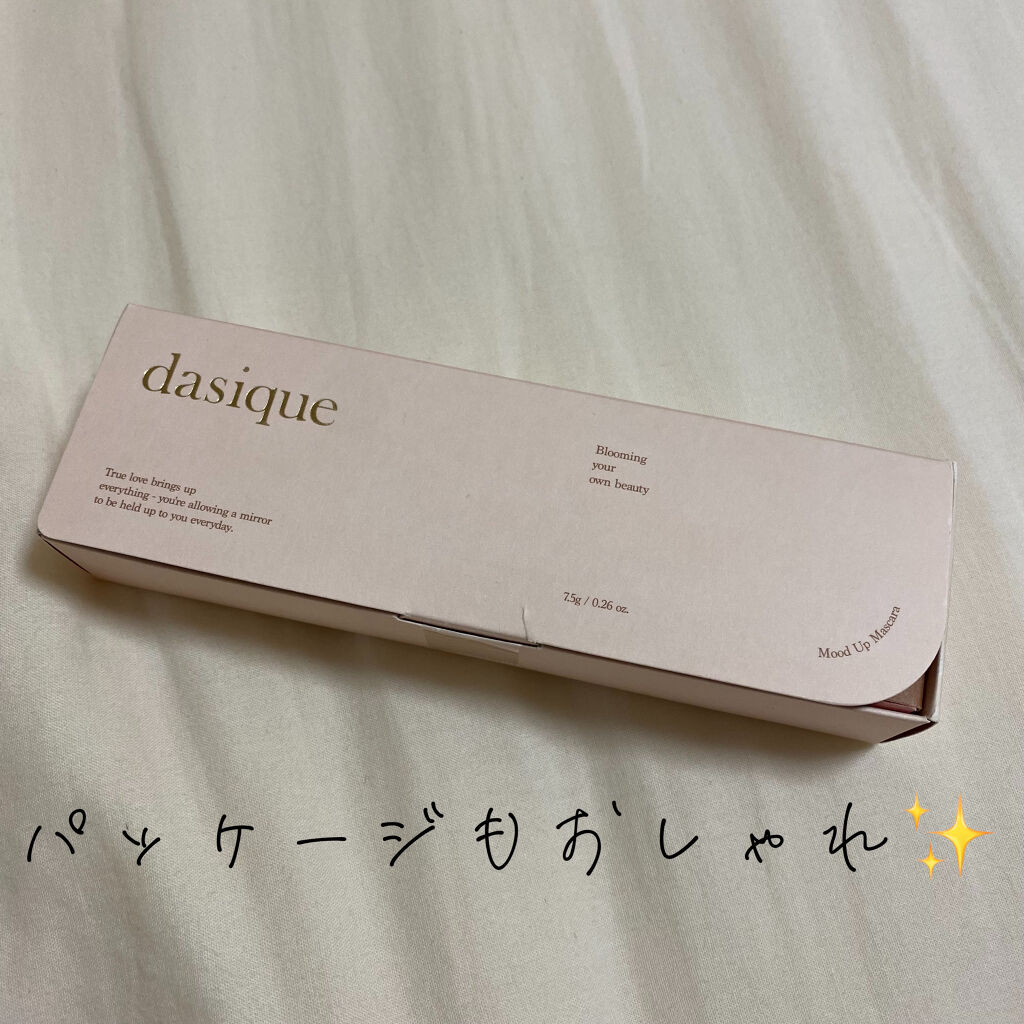 dasique
True love brings up
everything - you're allowing a mirror
to be held up to you everyday.
Blooming
your
own beauty
7.5g / 0.26 oz.
Mood Up Mascara
パッケージもおしゃれ✨